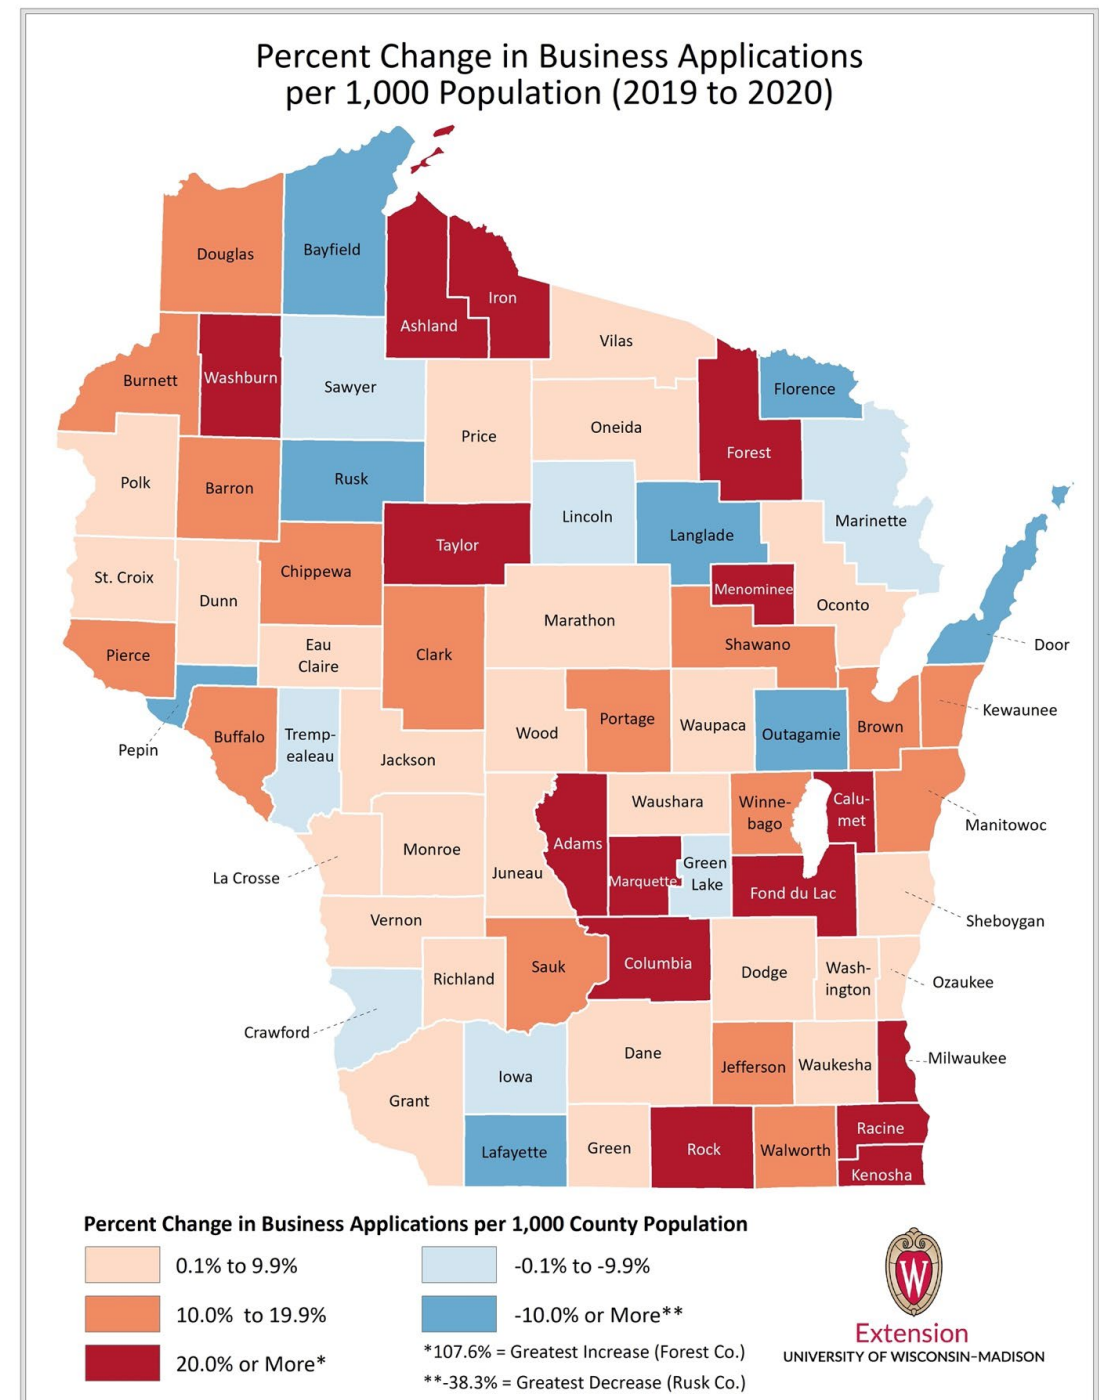 Percent Change in Business Applications
per 1,000 Population (2019 to 2020)
Douglas
Bayfield
Iron
Ashland
Vilas
Burnett
Washburn
Sawyer
Florence
Price
Oneida
Forest
Polk
Barron
Rusk
Lincoln
Marinette
Taylor
Langlade
St. Croix
Chippewa
Menominee
Dunn
Marathon
Oconto
Pierce
Eau
Claire
Clark
Shawano
Door
Pepin
Buffalo
Tremp-
ealeau
Jackson
Wood
Portage
Waupaca
Outagamie
Brown
Kewaunee
Waushara
Winne-
bago
Calu-
met
Manitowoc
La Crosse
Monroe
Juneau
Adams
Marquette
Green
Lake
Fond du Lac
Sheboygan
Vernon
Richland
Sauk
Columbia
Dodge
Wash-
ington
Ozaukee
Crawford
Dane
Jefferson
Waukesha
Milwaukee
Grant
Iowa
Lafayette
Green
Rock
Walworth
Racine
Kenosha
Percent Change in Business Applications per 1,000 County Population
0.1% to 9.9%
10.0% to 19.9%
20.0% or More*
-0.1% to -9.9%
-10.0% or More**
*107.6% = Greatest Increase (Forest Co.)
**-38.3% = Greatest Decrease (Rusk Co.)
W
Extension
UNIVERSITY OF WISCONSIN–MADISON